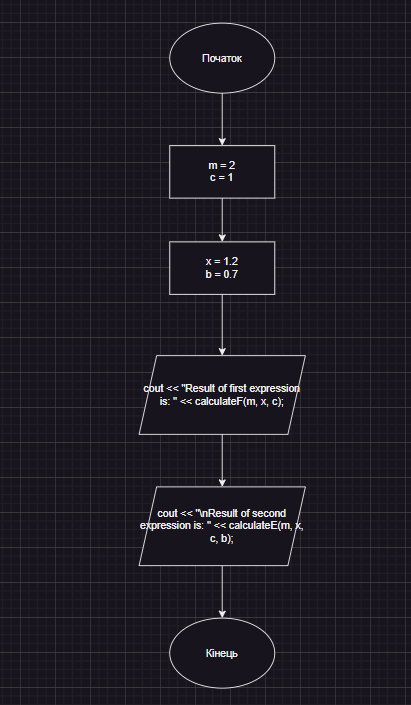 Початок
m = 2
c = 1
x = 1.2
b = 0.7
cout << "Result of first expression
is: " << calculateF(m, x, c);
cout << "\nResult of second
expression is: " << calculateE(m, x,
c, b);
Кінець